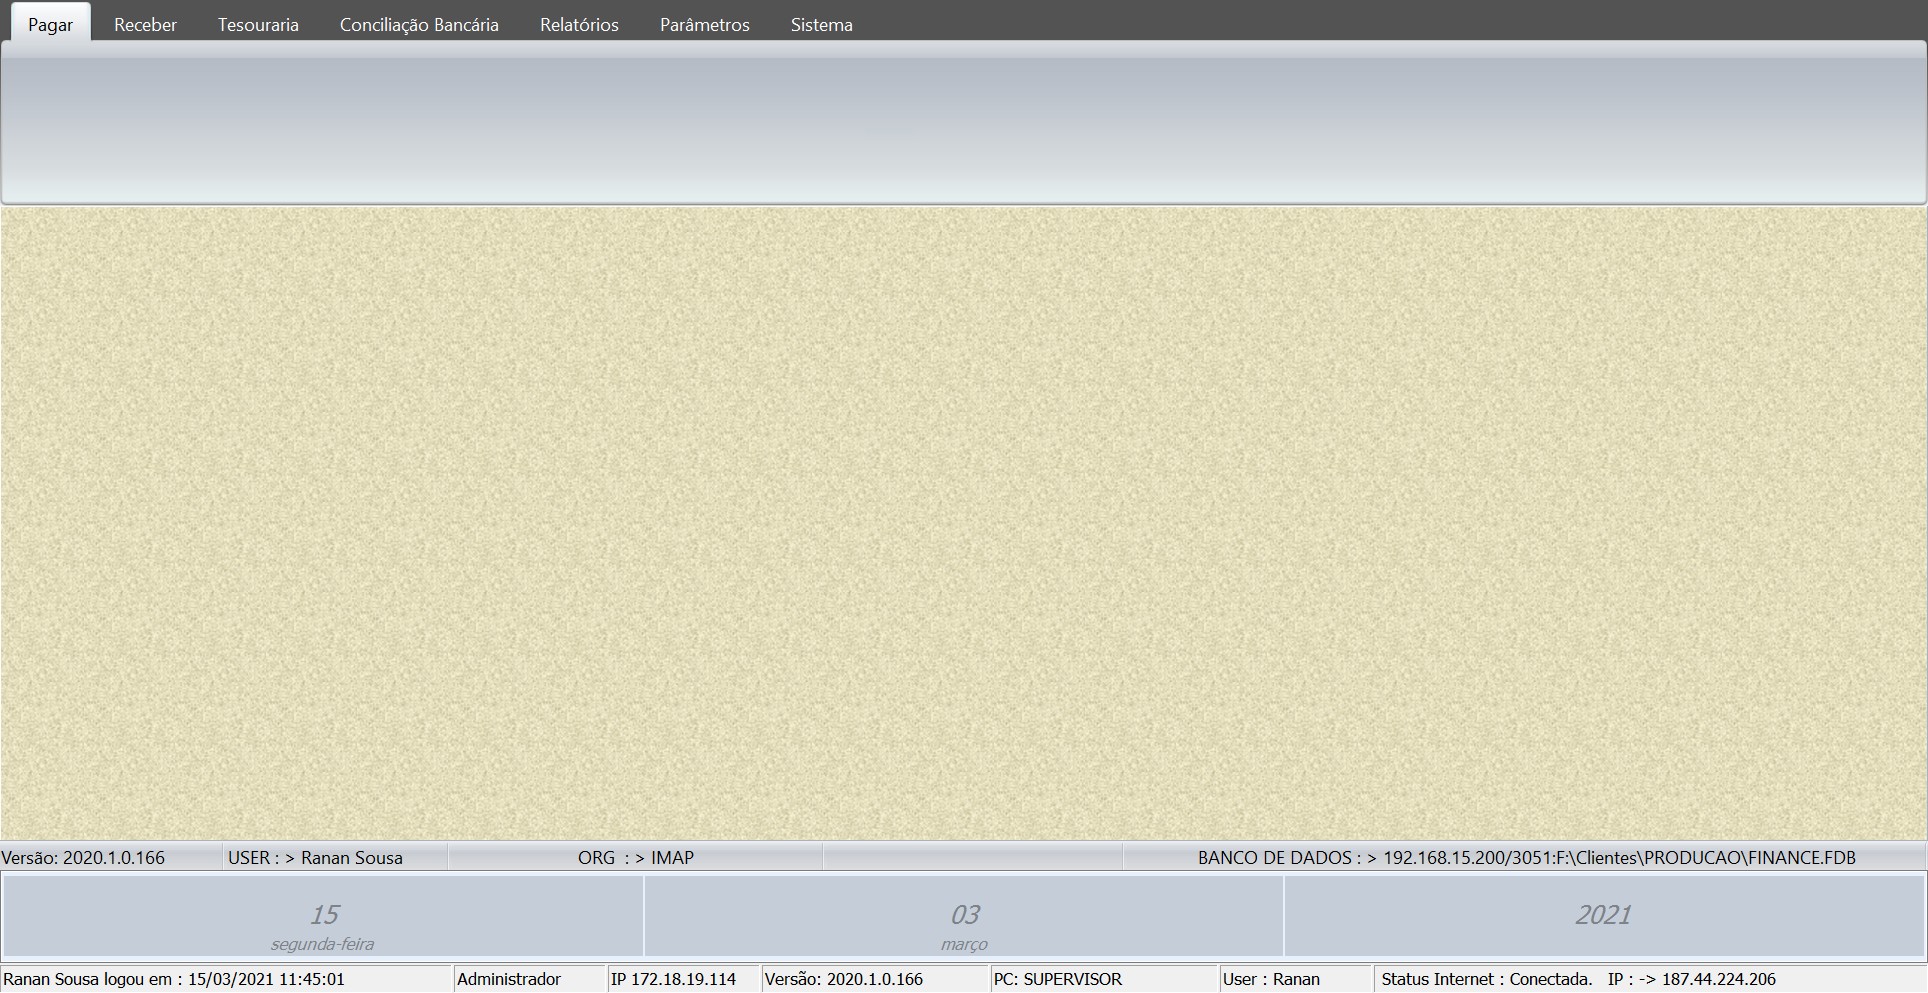 Pagar Receber Tesouraria Conciliação Bancária Relatórios Parâmetros Sistema
Versão: 2020.1.0.166 USER : > Ranan Sousa ORG : > IMAP BANCO DE DADOS : > 192.168.15.200/3051:F:\Clientes\PRODUCAO\FINANCE.FDB
15 03 2021
segunda-feira março
Ranan Sousa logou em : 15/03/2021 11:45:01 Administrador IP 172.18.19.114 Versão: 2020.1.0.166 PC: SUPERVISOR User : Ranan Status Internet : Conectada. IP : -> 187.44.224.206